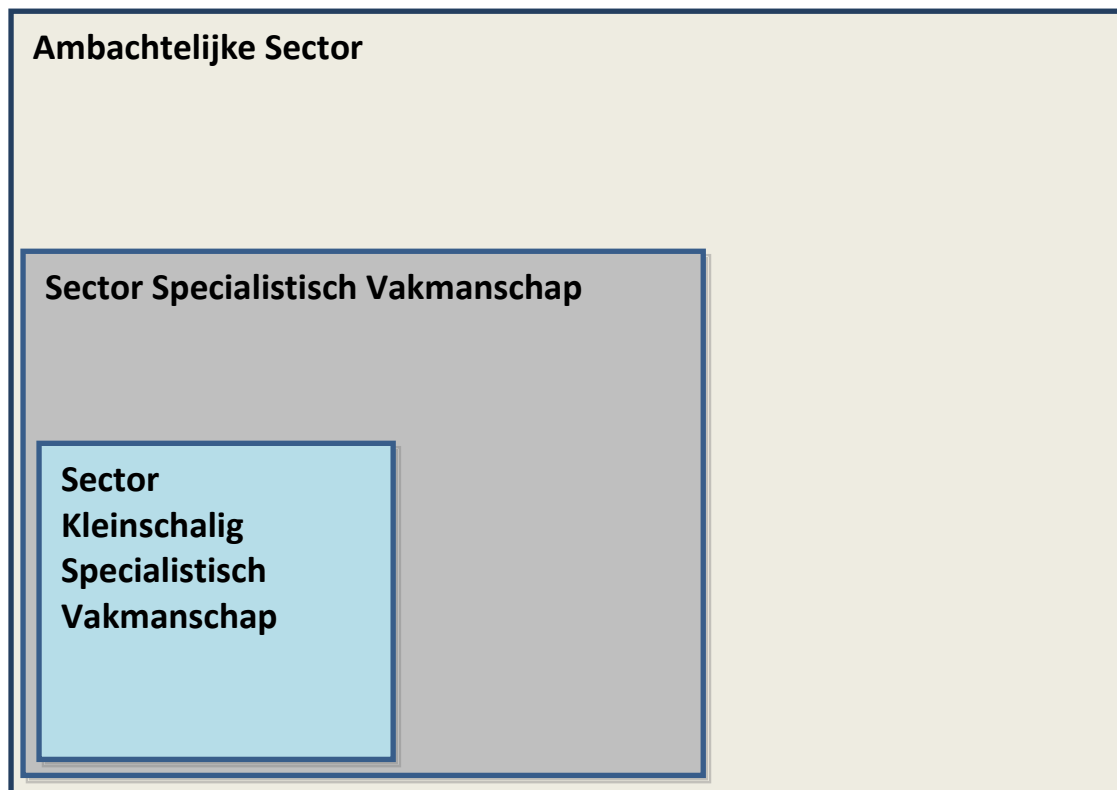 Ambachtelijke Sector
Sector Specialistisch Vakmanschap
Sector
Kleinschalig
Specialistisch
Vakmanschap